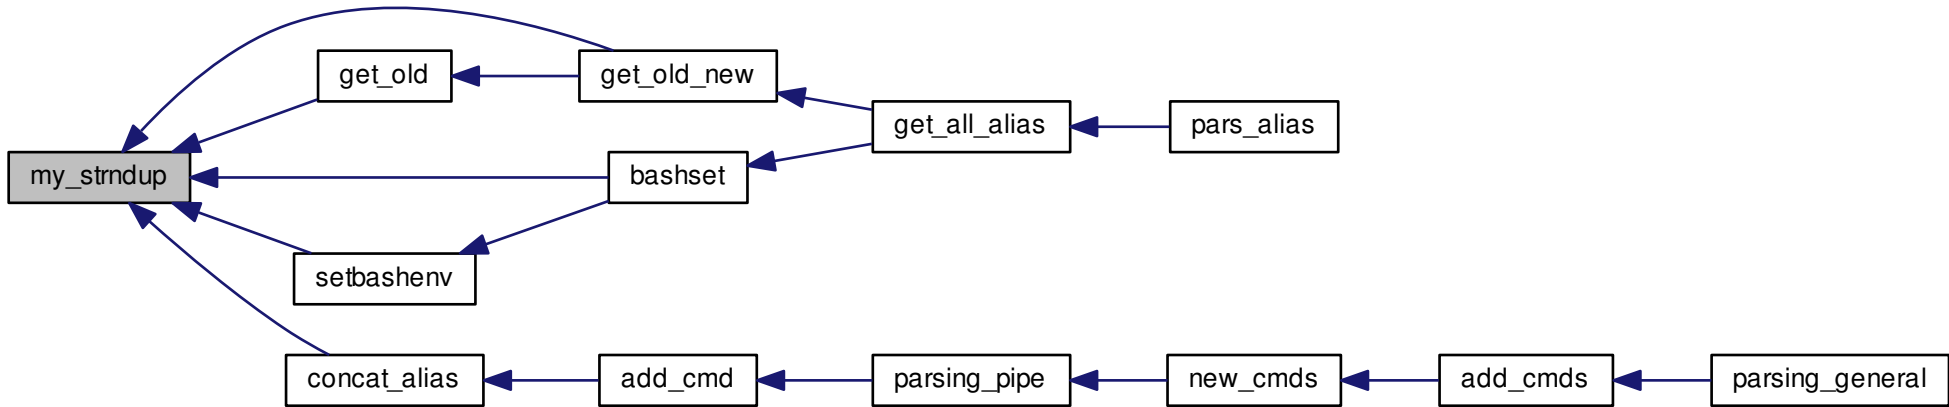 get_old
get_old_new
get_all_alias
pars_alias
my_strndup
bashset
setbashenv
concat_alias
add_cmd
parsing_pipe
new_cmds
add_cmds
parsing_general